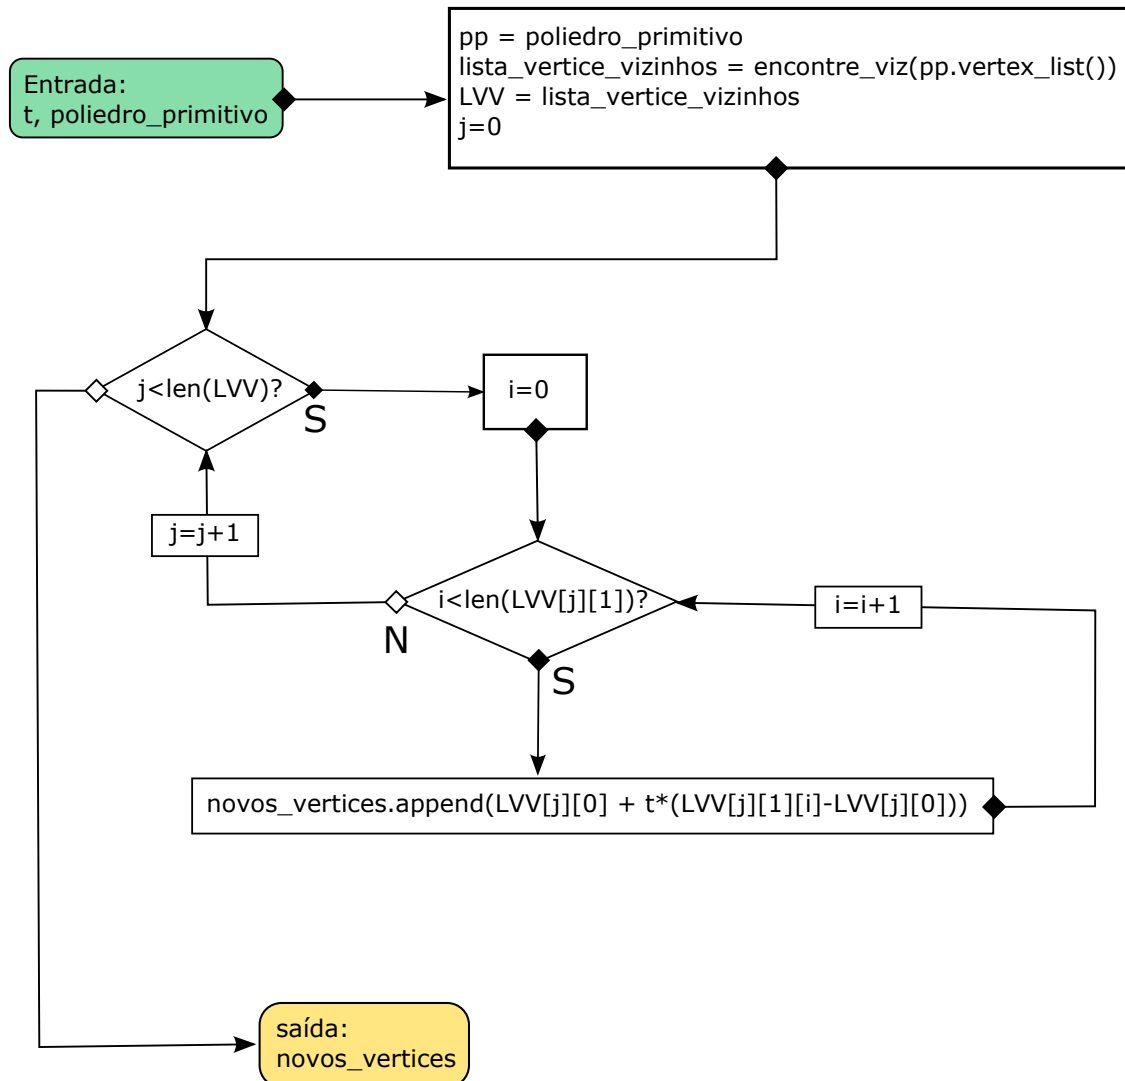 Entrada:
t, poliedro_primitivo
pp = poliedro_primitivo
lista_vertice_vizinhos = encontre_viz(pp.vertex_list())
LVV = lista_vertice_vizinhos
j=0
j<len(LVV)?
S
i=0
j=j+1
i<len(LVV[j][1])?
i=i+1
N
S
novos_vertices.append(LVV[j][0] + t*(LVV[j][1][i]-LVV[j][0]))
saída:
novos_vertices